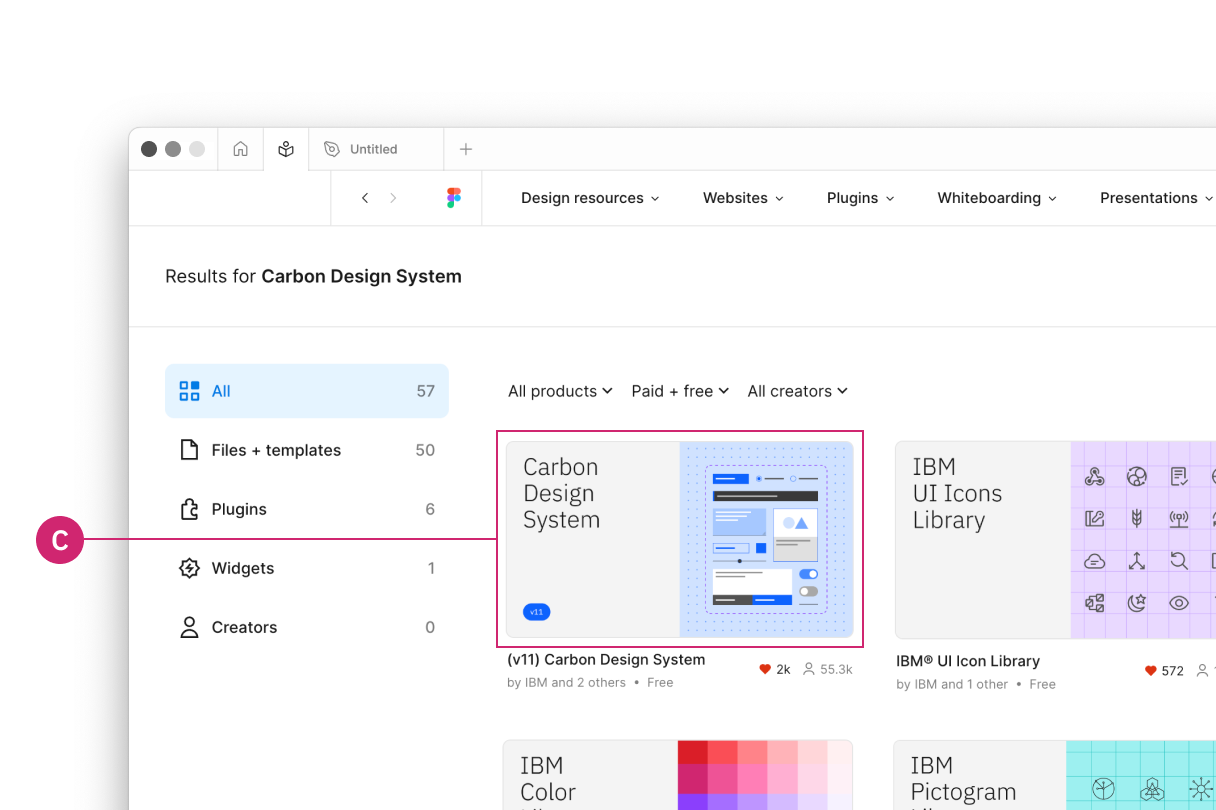 Untitled
Design resources
Websites
Plugins
Whiteboarding
Presentations
Results for Carbon Design System
All 57
Files + templates 50
Plugins 6
Widgets 1
Creators 0
C
All products
Paid + free
All creators
Carbon
Design
System
v11
(v11) Carbon Design System
by IBM and 2 others • Free
2k
55.3k
IBM
UI Icons
Library
IBM® UI Icon Library
by IBM and 1 other • Free
572
IBM
Color
IBM
Pictogram